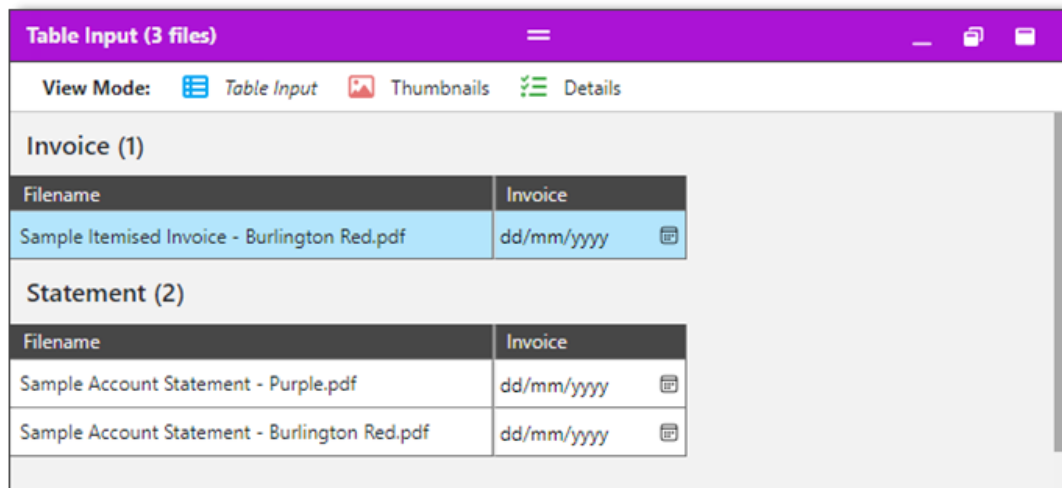 Table Input (3 files)
View Mode: Table Input Thumbnails Details
Invoice (1)
Filename Invoice
Sample Itemised Invoice - Burlington Red.pdf dd/mm/yyyy
Statement (2)
Filename Invoice
Sample Account Statement - Purple.pdf dd/mm/yyyy
Sample Account Statement - Burlington Red.pdf dd/mm/yyyy